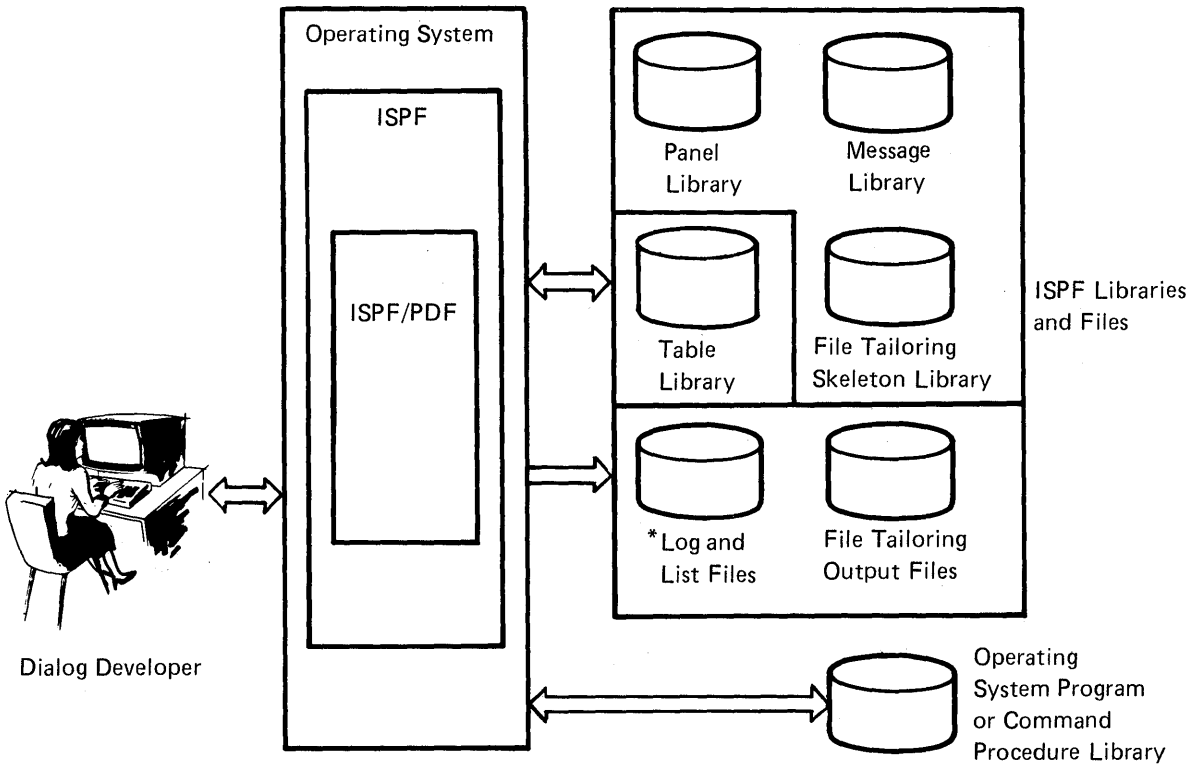 Operating System
ISPF
ISPF/PDF
Panel
Library
Message
Library
Table
Library
File Tailoring
Skeleton Library
ISPF Libraries
and Files
*Log and
List Files
File Tailoring
Output Files
Dialog Developer
Operating
System Program
or Command
Procedure Library